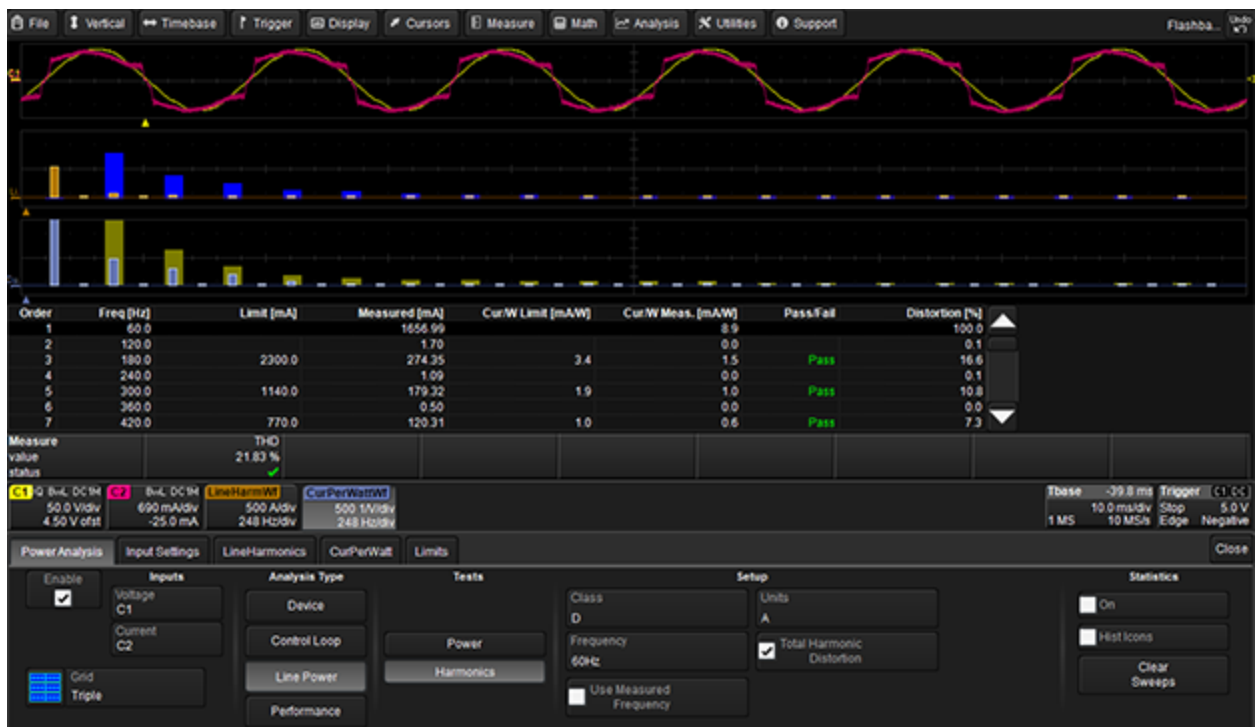 File Vertical Timebase Trigger Display Cursors Measure Math Analysis Utilities Support Flashba... Undo
C1
Order Freq [Hz] Limit [mA] Measured [mA] Cur/W Limit [mA/W] Cur/W Meas. [mA/W] Pass/Fail Distortion [%]
1 60.0 1656.99 8.9 100.0
2 120.0 1.70 0.0 0.1
3 180.0 2300.0 274.35 3.4 1.5 Pass 16.6
4 240.0 1.09 0.0 0.1
5 300.0 1140.0 179.32 1.9 1.0 Pass 10.8
6 360.0 0.50 0.0 0.0
7 420.0 770.0 120.31 1.0 0.6 Pass 7.3
Measure THD
value 21.83 %
status
C1 Q BwL DC1M C2 BwL DC1M LineHarmWf CurPerWattWf Tbase -39.8 ms Trigger C1 DC
50.0 V/div 690 mA/div 500 A/div 500 1/V/div 10.0 ms/div Stop 5.0 V
4.50 V ofst -25.0 mA 248 Hz/div 248 Hz/div 1 MS 10 MS/s Edge Negative
Power Analysis Input Settings LineHarmonics CurPerWatt Limits Close
Enable Inputs Analysis Type Tests Setup Statistics
Voltage
C1
Current
C2
Grid
Triple
Device
Control Loop
Line Power
Performance
Power
Harmonics
Class
D
Frequency
60Hz
Use Measured
Frequency
Units
A
Total Harmonic
Distortion
On
Hist Icons
Clear
Sweeps